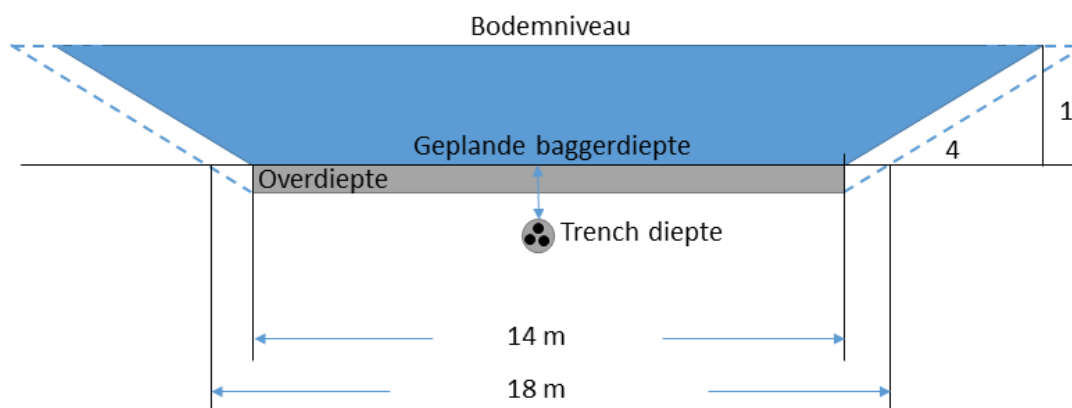 Bodemniveau
1
Geplande baggerdiepte
4
Overdiepte
Trench diepte
14 m
18 m